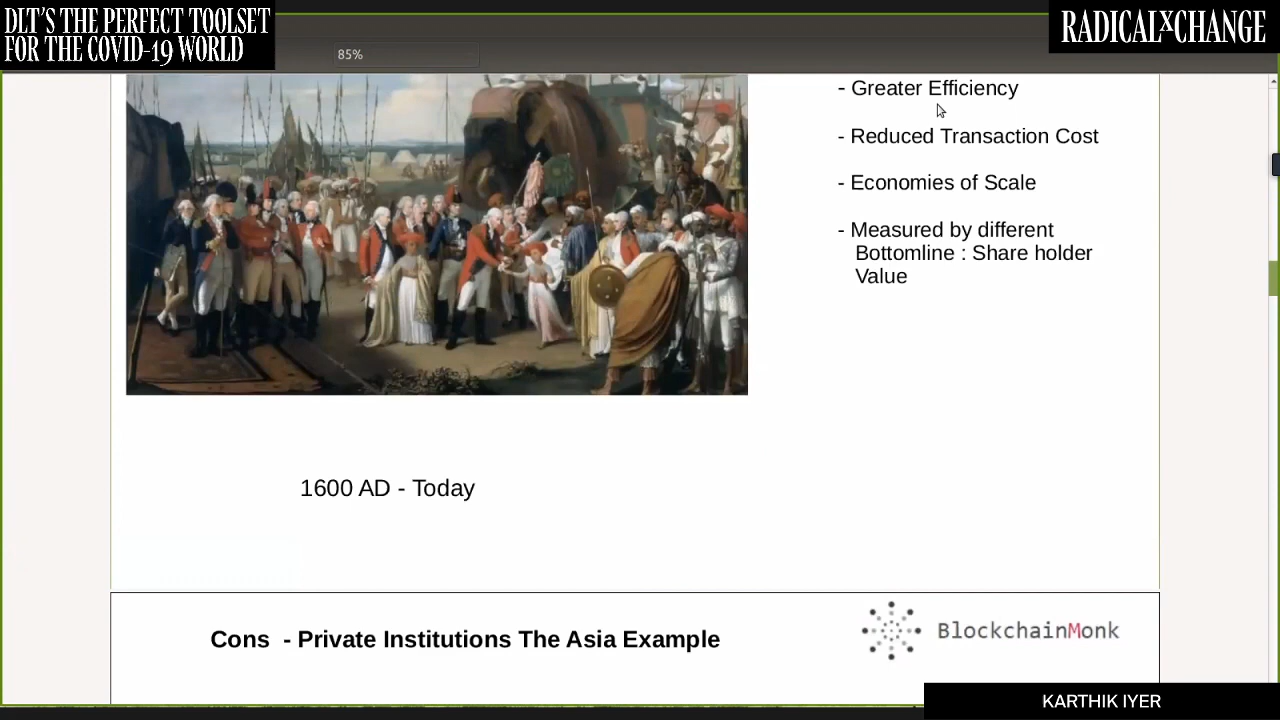 DLT'S THE PERFECT TOOLSET
FOR THE COVID-19 WORLD
RADICALXCHANGE
85%
- Greater Efficiency
- Reduced Transaction Cost
- Economies of Scale
- Measured by different
Bottomline : Share holder
Value
1600 AD - Today
Cons - Private Institutions The Asia Example
BlockchainMonk
KARTHIK IYER